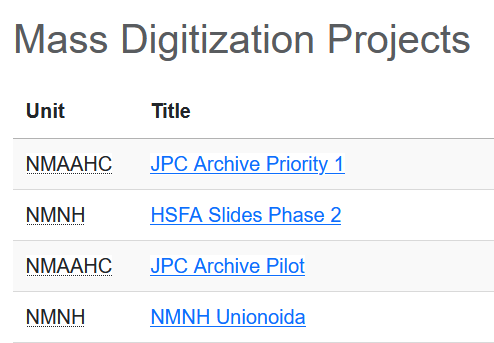 Mass Digitization Projects
Unit Title
NMAAHC JPC Archive Priority 1
NMNH HSFA Slides Phase 2
NMAAHC JPC Archive Pilot
NMNH NMNH Unionoida